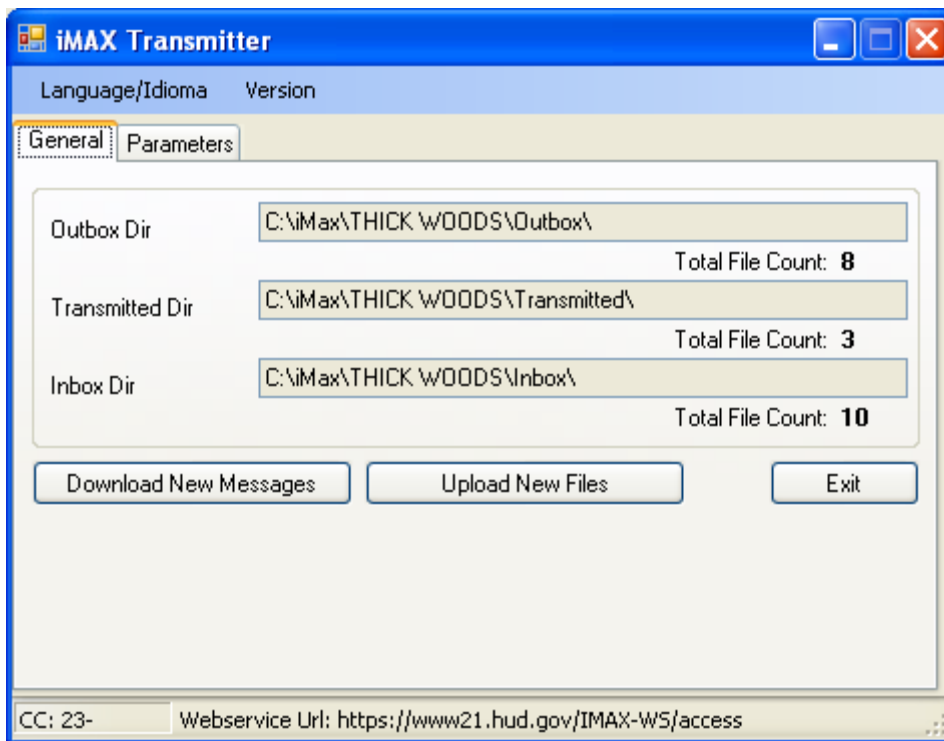 iMAX Transmitter
Language/Idioma Version
General Parameters
Outbox Dir C:\iMax\THICK WOODS\Outbox\
Total File Count: 8
Transmitted Dir C:\iMax\THICK WOODS\Transmitted\
Total File Count: 3
Inbox Dir C:\iMax\THICK WOODS\Inbox\
Total File Count: 10
Download New Messages Upload New Files Exit
CC: 23- Webservice Url: https://www21.hud.gov/IMAX-WS/access